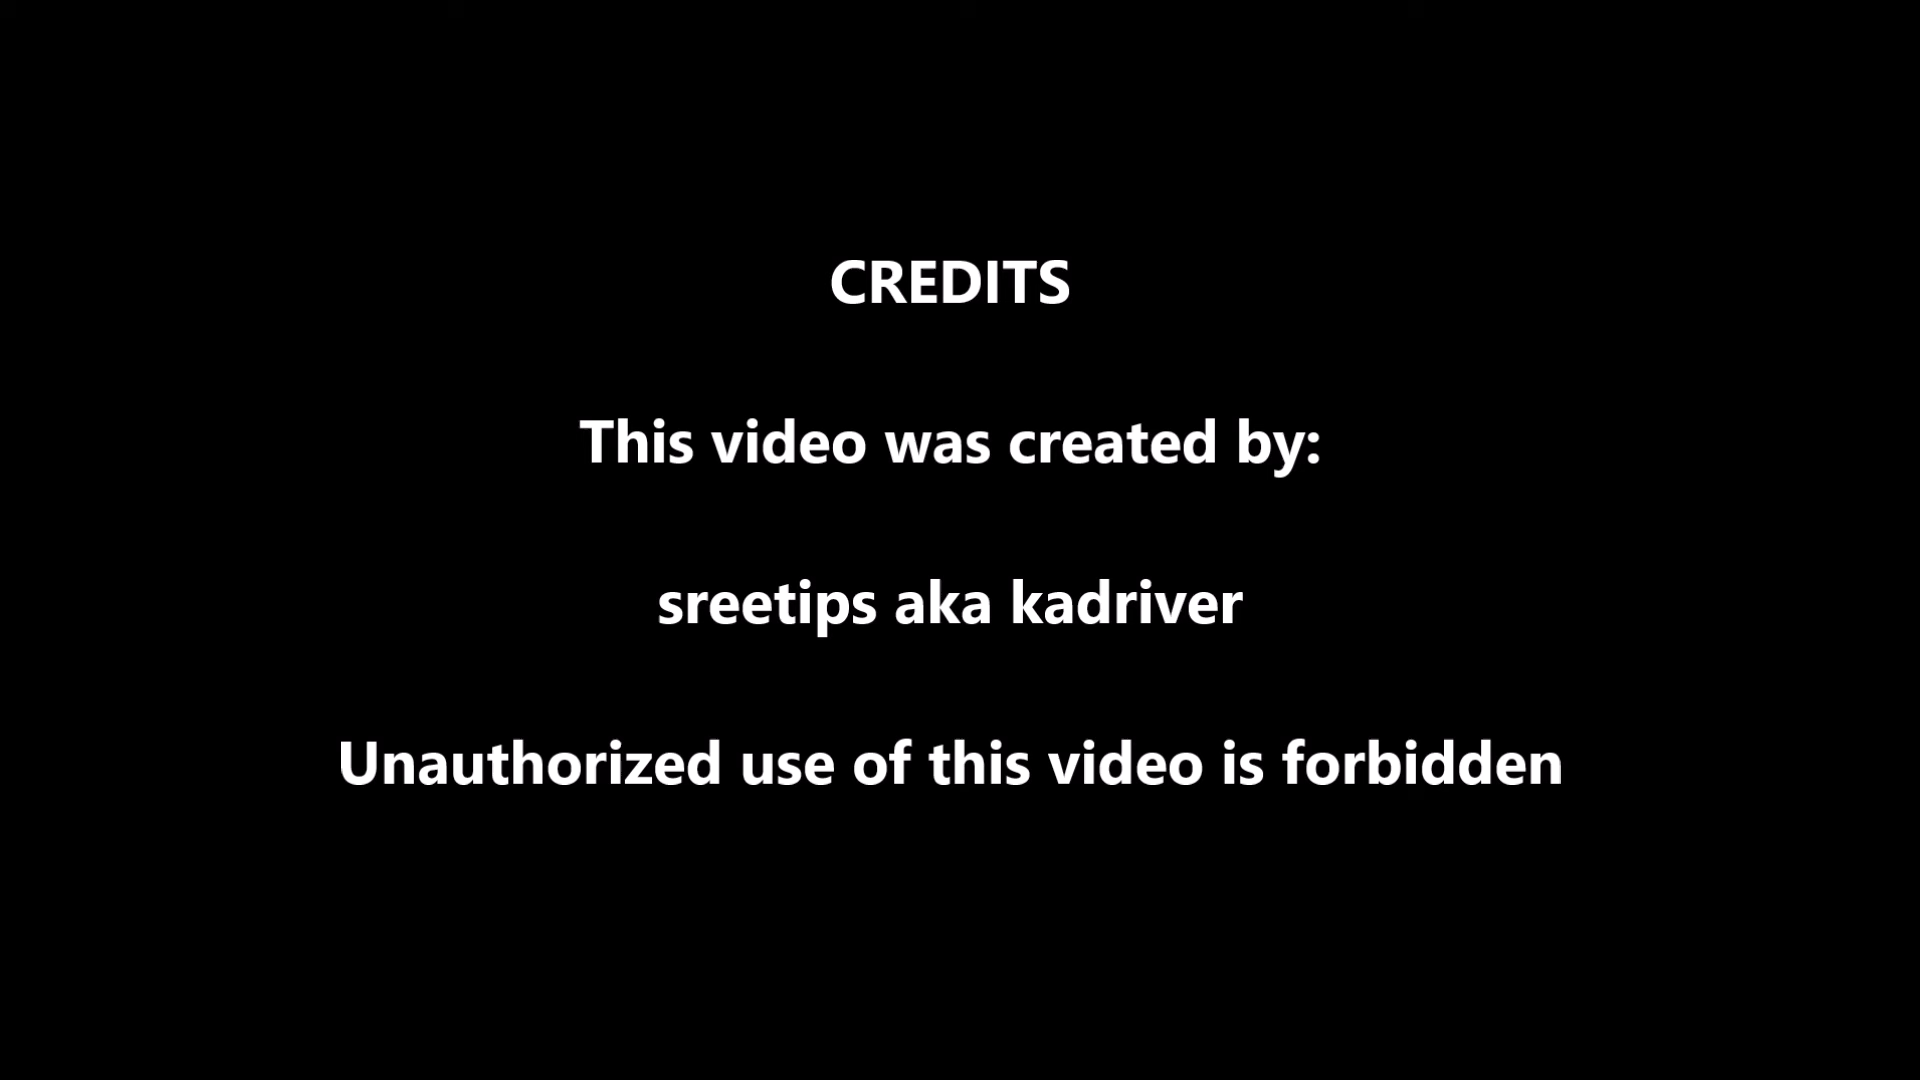 CREDITS
This video was created by:
sreetips aka kadriver
Unauthorized use of this video is forbidden